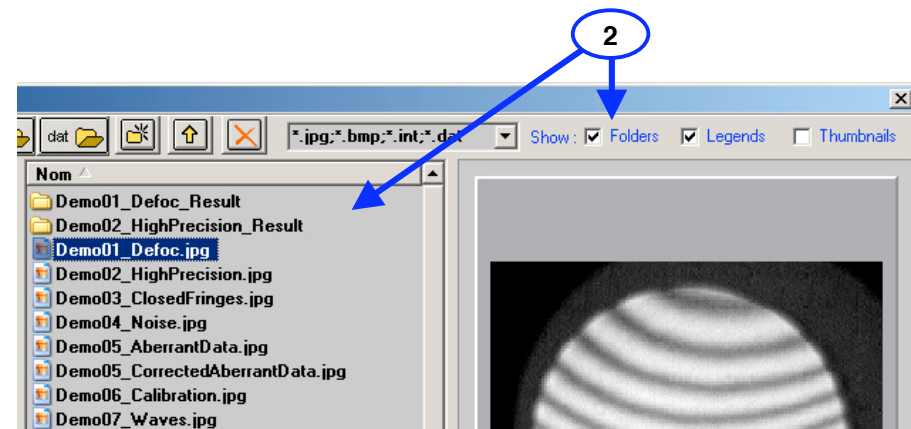 2
dat *.jpg;*.bmp;*.int;*.dat Show : Folders Legends Thumbnails
Nom
Demo01_Defoc_Result
Demo02_HighPrecision_Result
Demo01_Defoc.jpg
Demo02_HighPrecision.jpg
Demo03_ClosedFringes.jpg
Demo04_Noise.jpg
Demo05_AberrantData.jpg
Demo05_CorrectedAberrantData.jpg
Demo06_Calibration.jpg
Demo07_Waves.jpg